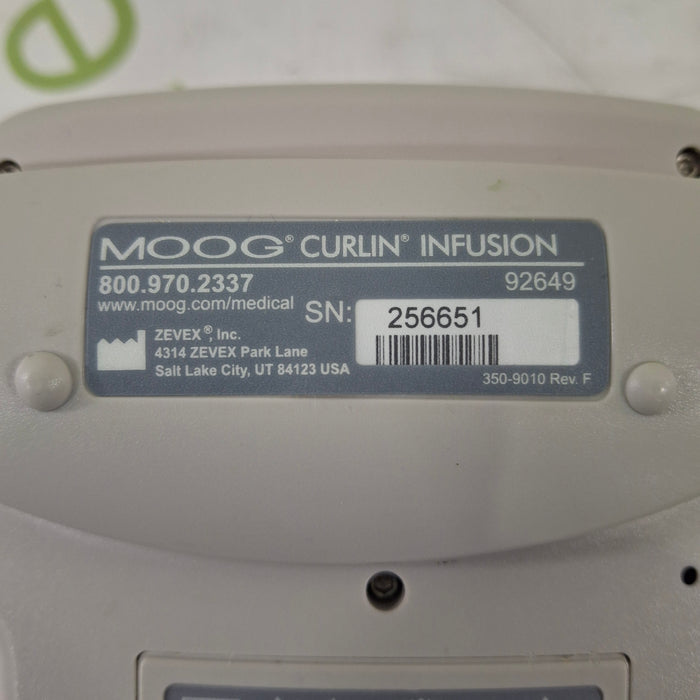 MOOG® CURLIN® INFUSION
800.970.2337 92649
www.moog.com/medical
SN: 256651
ZEVEX®, Inc.
4314 ZEVEX Park Lane
Salt Lake City, UT 84123 USA
350-9010 Rev. F
e